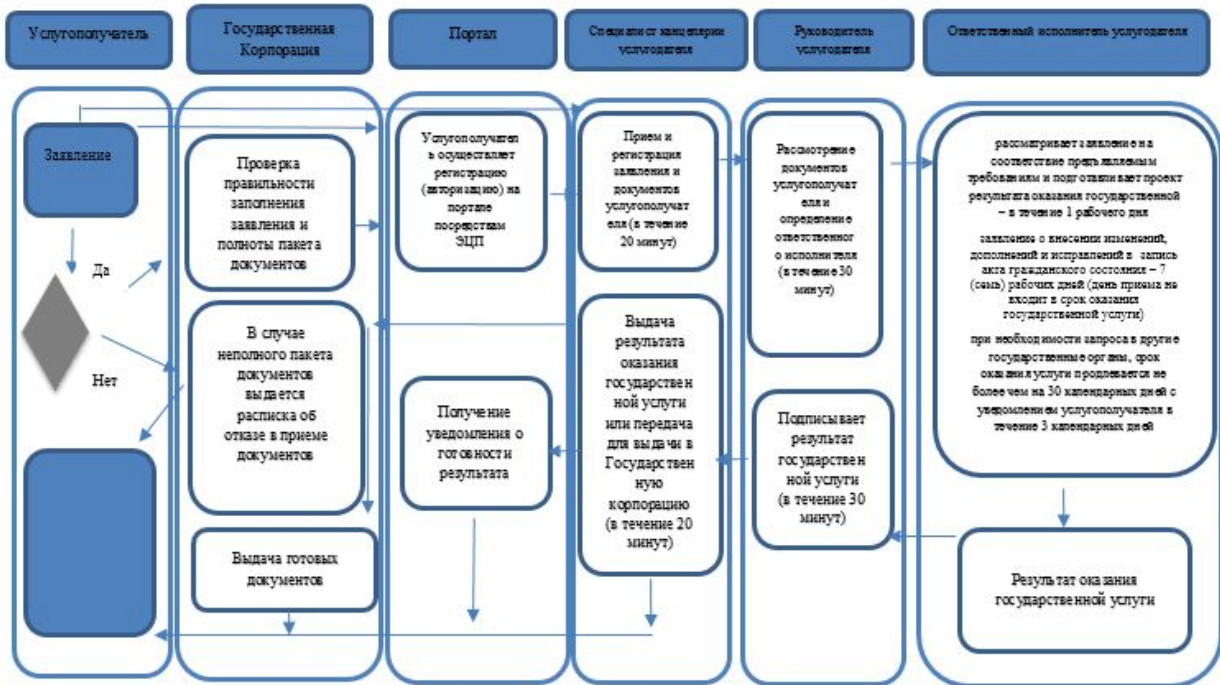 Услугополучатель
Государственная
Корпорация
Портал
Специалист канцелярии
услугодателя
Руководитель
услугодателя
Ответственный исполнитель услугодателя
Заявление
Да
Нет
Проверка
правильности
заполнения
заявления и
полноты пакета
документов
В случае
неполного пакета
документов
выдается
расписка об
отказе в приеме
документов
Выдача готовых
документов
Услугополучател
ь осуществляет
регистрацию
(авторизацию) на
портале
посредствам
ЭЦП
Получение
уведомления о
готовности
результата
Прием и
регистрация
заявления и
документов
услугополучат
еля (в течение
20 минут)
Выдача
результата
оказания
государствен
ной услуги
или передача
для выдачи в
Государствен
ную
корпорацию
(в течение 20
минут)
Рассмотрение
документов
услугополучат
еля и
определение
ответственног
о исполнителя
(в течение 30
минут)
Подписывает
результат
государствен
ной услуги
(в течение 30
минут)
рассматривает заявление на
соответствие предъявляемым
требованиям и подготавливает проект
результата оказания государственной
– в течение 1 рабочего дня
заявление о внесении изменений,
дополнений и исправлений в запись
акта гражданского состояния – 7
(семь) рабочих дней (день приема не
входит в срок оказания
государственной услуги)
при необходимости запроса в другие
государственные органы, срок
оказания услуги продлевается не
более чем на 30 календарных дней с
уведомлением услугополучателя в
течение 3 календарных дней
Результат оказания
государственной услуги